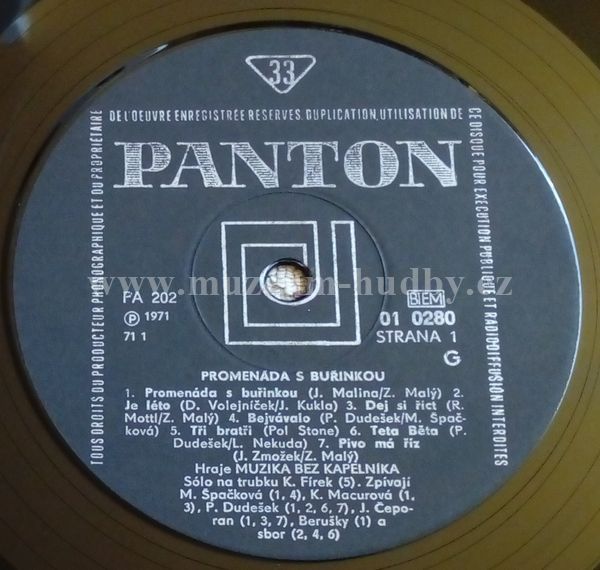 33
DE L'OEUVRE ENREGISTRÉE RÉSERVÉS. DUPLICATION, UTILISATION DE
CE DISQUE POUR EXÉCUTION PUBLIQUE ET RADIODIFFUSION INTERDITES
TOUS DROITS DU PRODUCTEUR PHONOGRAPHIQUE ET DU PROPRIÉTAIRE
PANTON
www.muzeum-hudby.cz
PA 202
Ⓟ 1971
71 1
BIEM
01 0280
STRANA 1
G
PROMENÁDA S BUŘINKOU
1. Promenáda s buřinkou (J. Malina/Z. Malý) 2.
Je léto (D. Volejníček/J. Kukla) 3. Dej si říct (R.
Mottl/Z. Malý) 4. Bejvávalo (P. Dudešek/M. Špač-
ková) 5. Tři bratři (Pol Stone) 6. Teta Běta (P.
Dudešek/L. Nekuda) 7. Pivo má říz
(J. Zmožek/Z. Malý)
Hraje MUZIKA BEZ KAPELNÍKA
Sólo na trubku K. Fírek (5). Zpívají
M. Špačková (1, 4), K. Macurová (1,
3), P. Dudešek (1, 2, 6, 7), J. Čepo-
ran (1, 3, 7), Berušky (1) a
sbor (2, 4, 6)